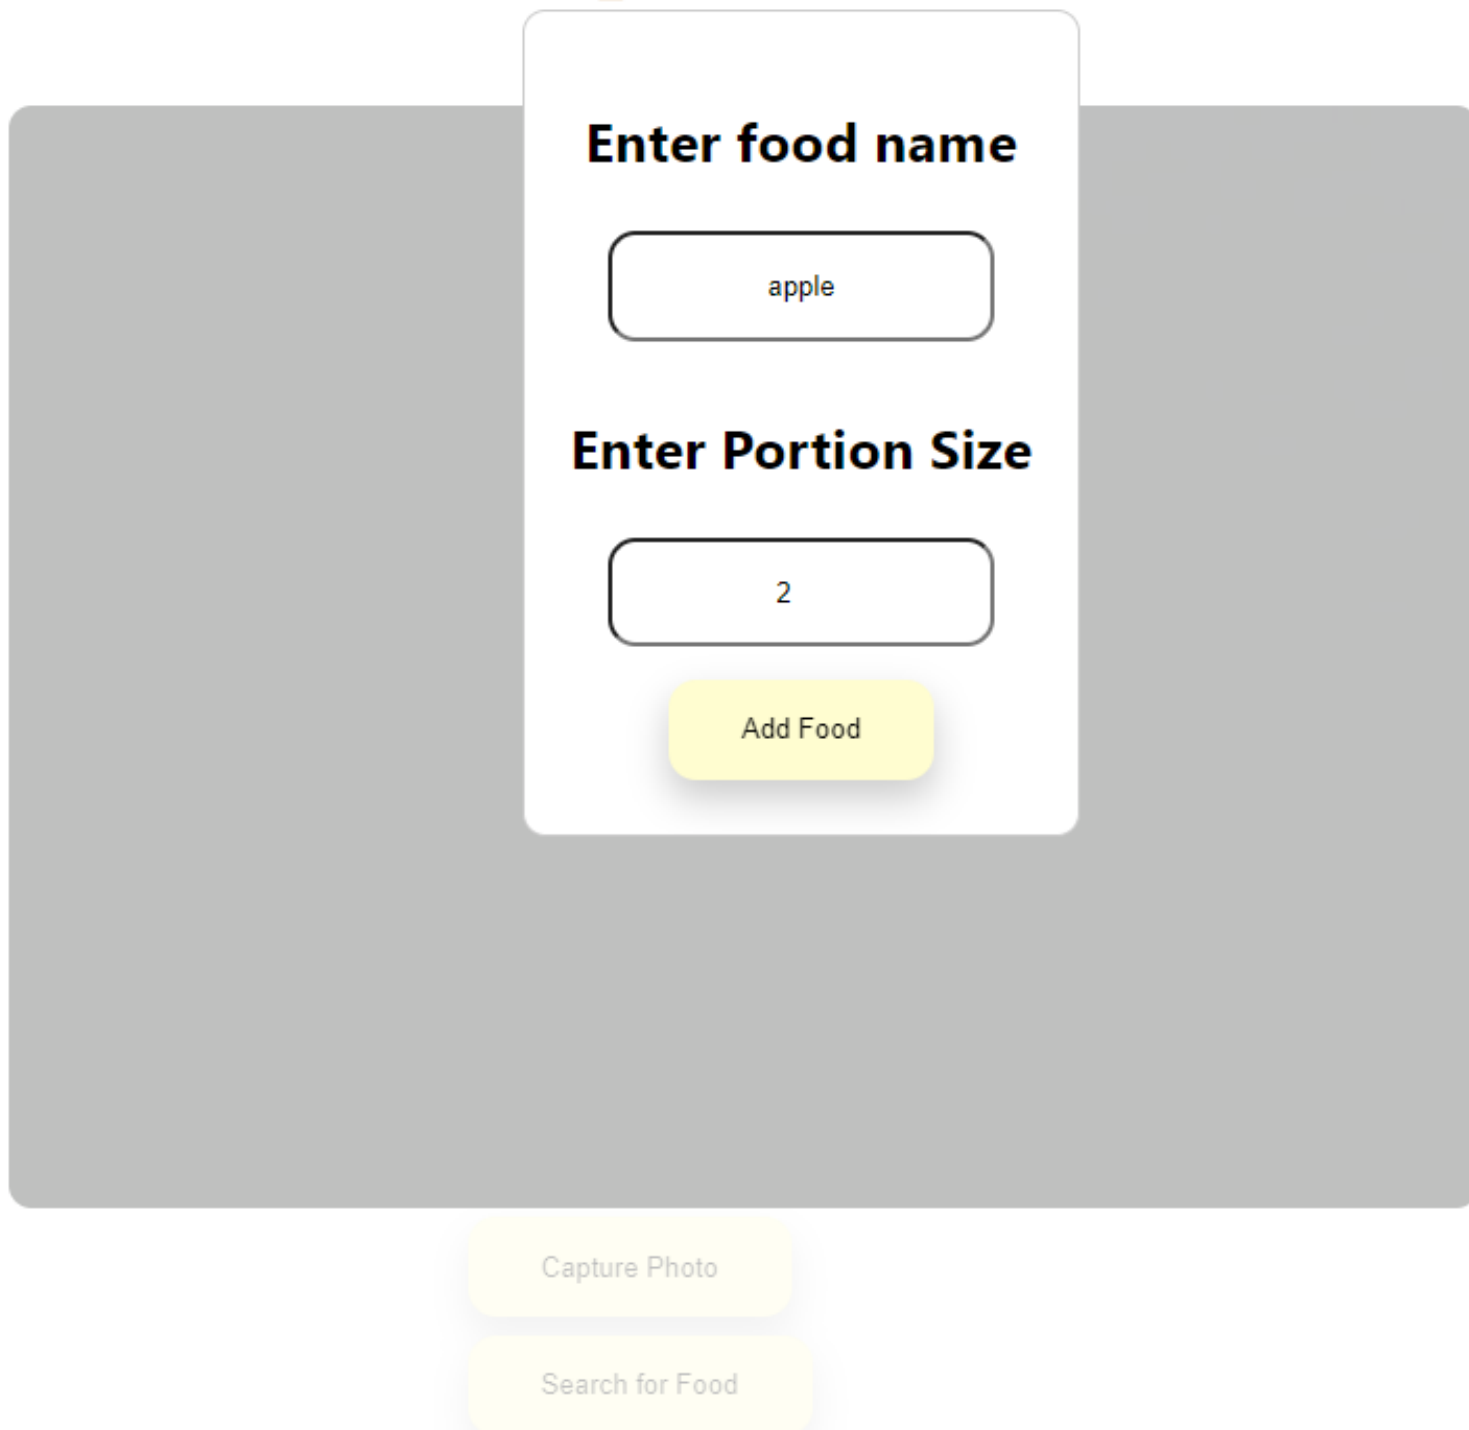 Enter food name
apple
Enter Portion Size
2
Add Food
Capture Photo
Search for Food